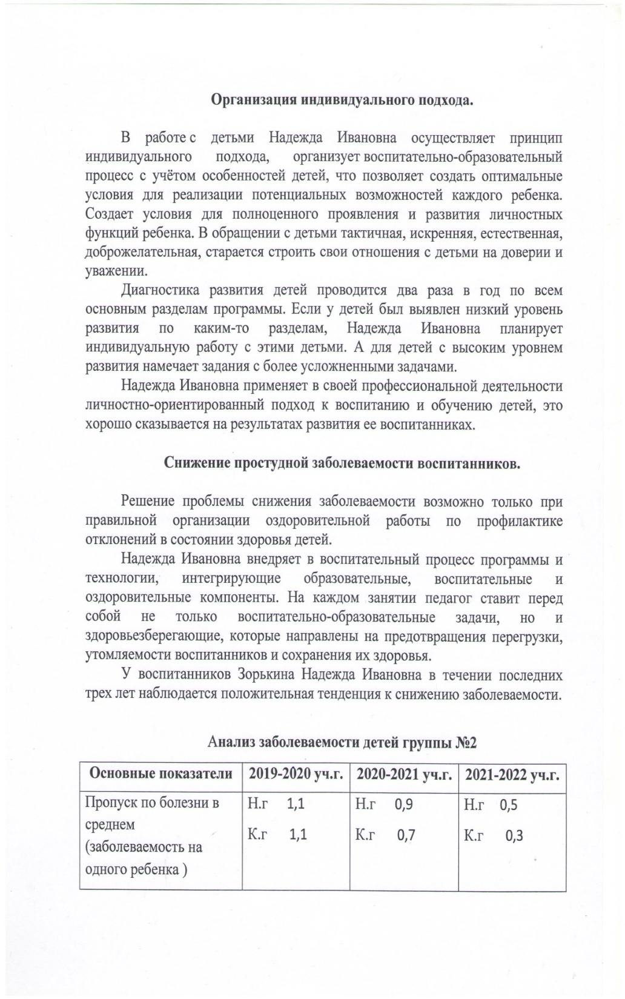 Организация индивидуального подхода.
В работе с детьми Надежда Ивановна осуществляет принцип
индивидуального подхода, организует воспитательно-образовательный
процесс с учётом особенностей детей, что позволяет создать оптимальные
условия для реализации потенциальных возможностей каждого ребенка.
Создает условия для полноценного проявления и развития личностных
функций ребенка. В обращении с детьми тактичная, искренняя, естественная,
доброжелательная, старается строить свои отношения с детьми на доверии и
уважении.
Диагностика развития детей проводится два раза в год по всем
основным разделам программы. Если у детей был выявлен низкий уровень
развития по каким-то разделам, Надежда Ивановна планирует
индивидуальную работу с этими детьми. А для детей с высоким уровнем
развития намечает задания с более усложненными задачами.
Надежда Ивановна применяет в своей профессиональной деятельности
личностно-ориентированный подход к воспитанию и обучению детей, это
хорошо сказывается на результатах развития ее воспитанниках.
Снижение простудной заболеваемости воспитанников.
Решение проблемы снижения заболеваемости возможно только при
правильной организации оздоровительной работы по профилактике
отклонений в состоянии здоровья детей.
Надежда Ивановна внедряет в воспитательный процесс программы и
технологии, интегрирующие образовательные, воспитательные и
оздоровительные компоненты. На каждом занятии педагог ставит перед
собой не только воспитательно-образовательные задачи, но и
здоровьезберегающие, которые направлены на предотвращения перегрузки,
утомляемости воспитанников и сохранения их здоровья.
У воспитанников Зорькина Надежда Ивановна в течении последних
трех лет наблюдается положительная тенденция к снижению заболеваемости.
Анализ заболеваемости детей группы №2
Основные показатели 2019-2020 уч.г. 2020-2021 уч.г. 2021-2022 уч.г.
Пропуск по болезни в Н.г 1,1 Н.г 0,9 Н.г 0,5
среднем
(заболеваемость на К.г 1,1 К.г 0,7 К.г 0,3
одного ребенка )